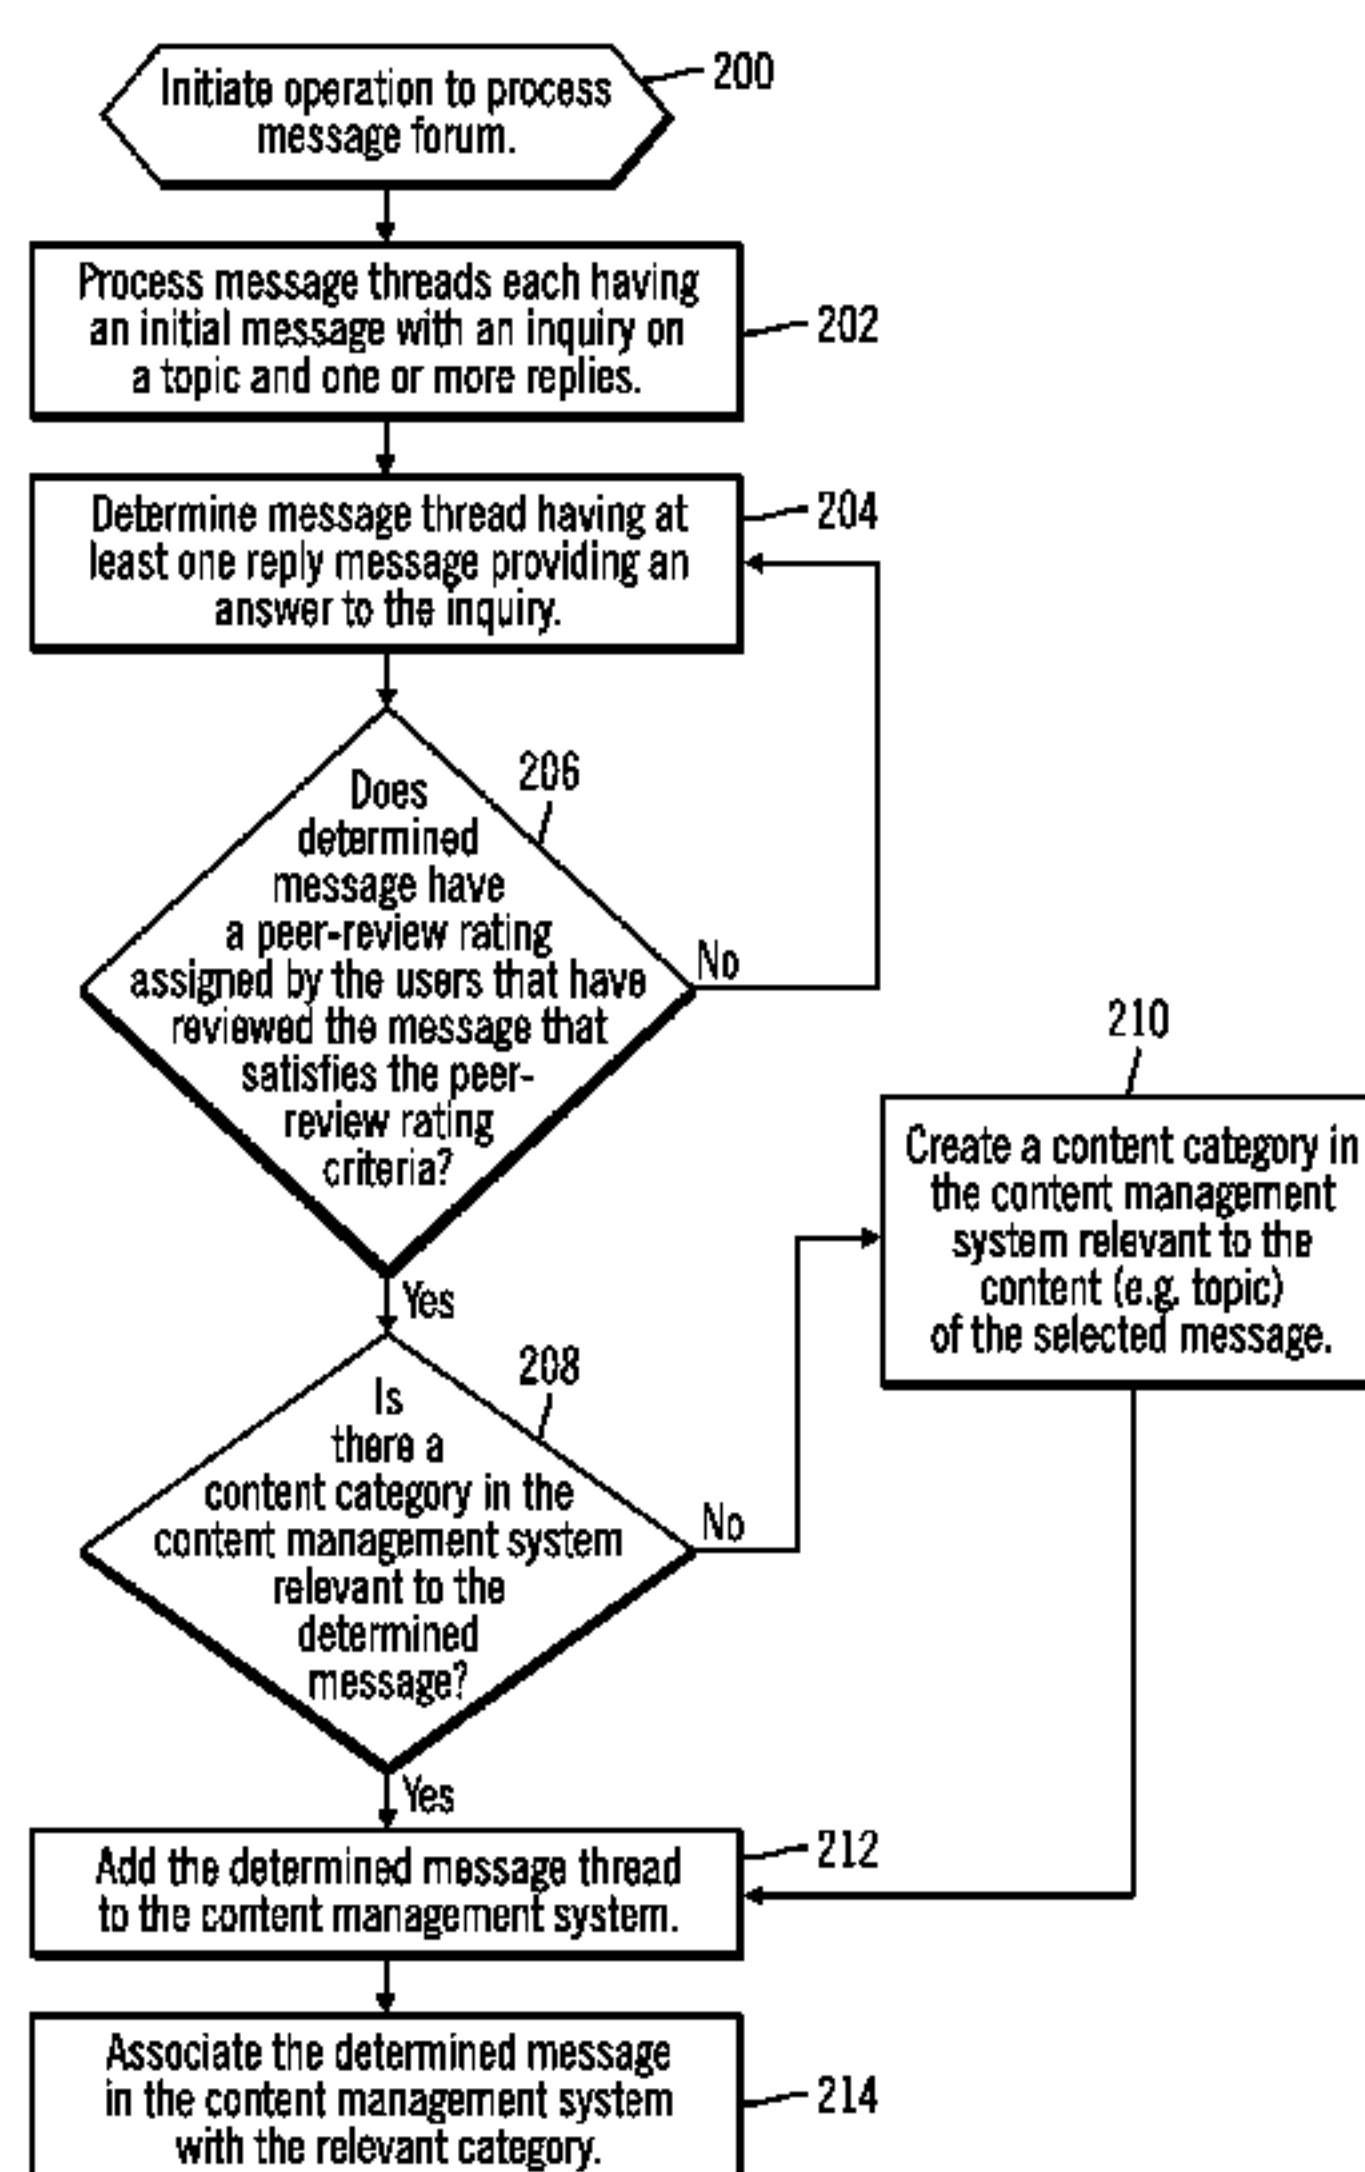 Initiate operation to process
message forum.
200
Process message threads each having
an initial message with an inquiry on
a topic and one or more replies.
202
Determine message thread having at
least one reply message providing an
answer to the inquiry.
204
Does
determined
message have
a peer-review rating
assigned by the users that have
reviewed the message that
satisfies the peer-
review rating
criteria?
206
No
Yes
Is
there a
content category in the
content management system
relevant to the
determined
message?
208
No
Yes
210
Create a content category in
the content management
system relevant to the
content (e.g. topic)
of the selected message.
Add the determined message thread
to the content management system.
212
Associate the determined message
in the content management system
with the relevant category.
214